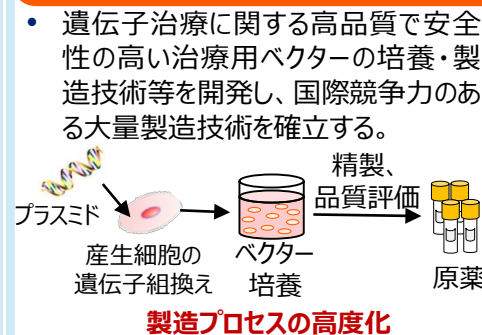 • 遺伝子治療に関する高品質で安全
性の高い治療用ベクターの培養・製
造技術等を開発し、国際競争力のあ
る大量製造技術を確立する。
精製、
品質評価
プラスミド
産生細胞の
遺伝子組換え
ベクター
培養
原薬
製造プロセスの高度化